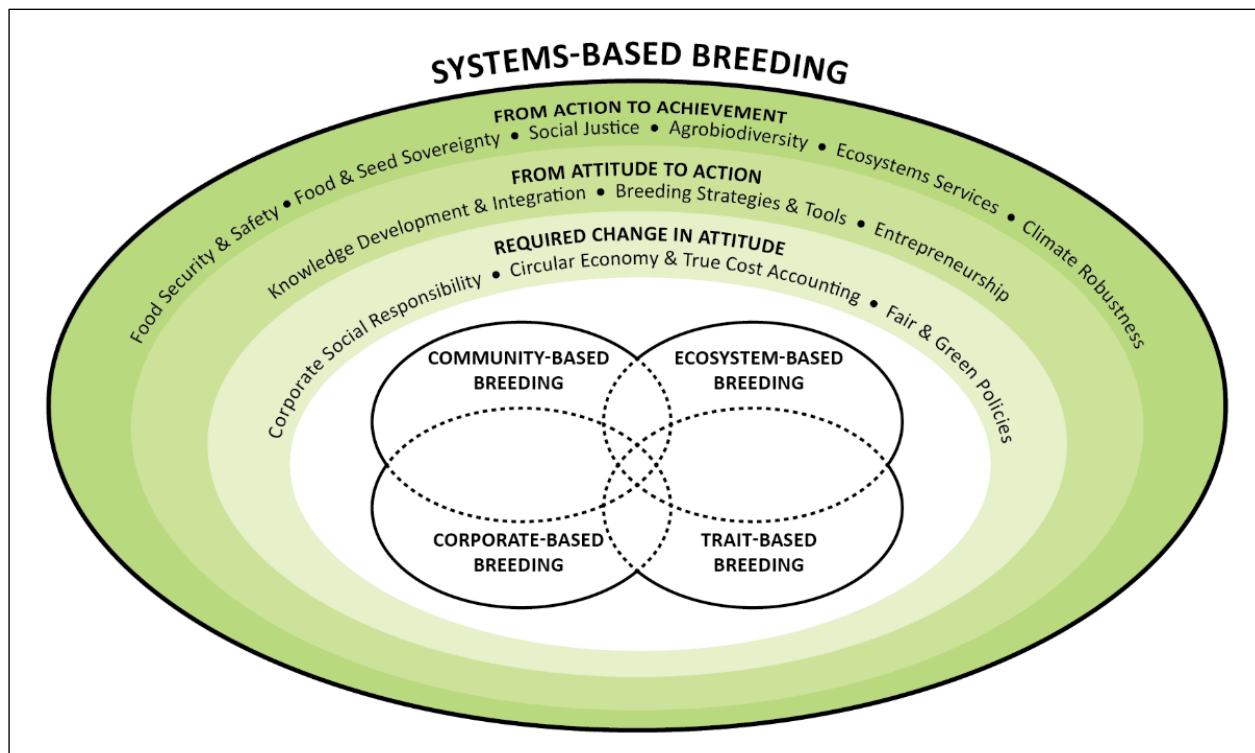 SYSTEMS-BASED BREEDING
FROM ACTION TO ACHIEVEMENT
Food Security & Safety • Food & Seed Sovereignty • Social Justice • Agrobiodiversity • Ecosystems Services • Climate Robustness
FROM ATTITUDE TO ACTION
Knowledge Development & Integration • Breeding Strategies & Tools • Entrepreneurship
REQUIRED CHANGE IN ATTITUDE
Corporate Social Responsibility • Circular Economy & True Cost Accounting • Fair & Green Policies
COMMUNITY-BASED
BREEDING
ECOSYSTEM-BASED
BREEDING
CORPORATE-BASED
BREEDING
TRAIT-BASED
BREEDING